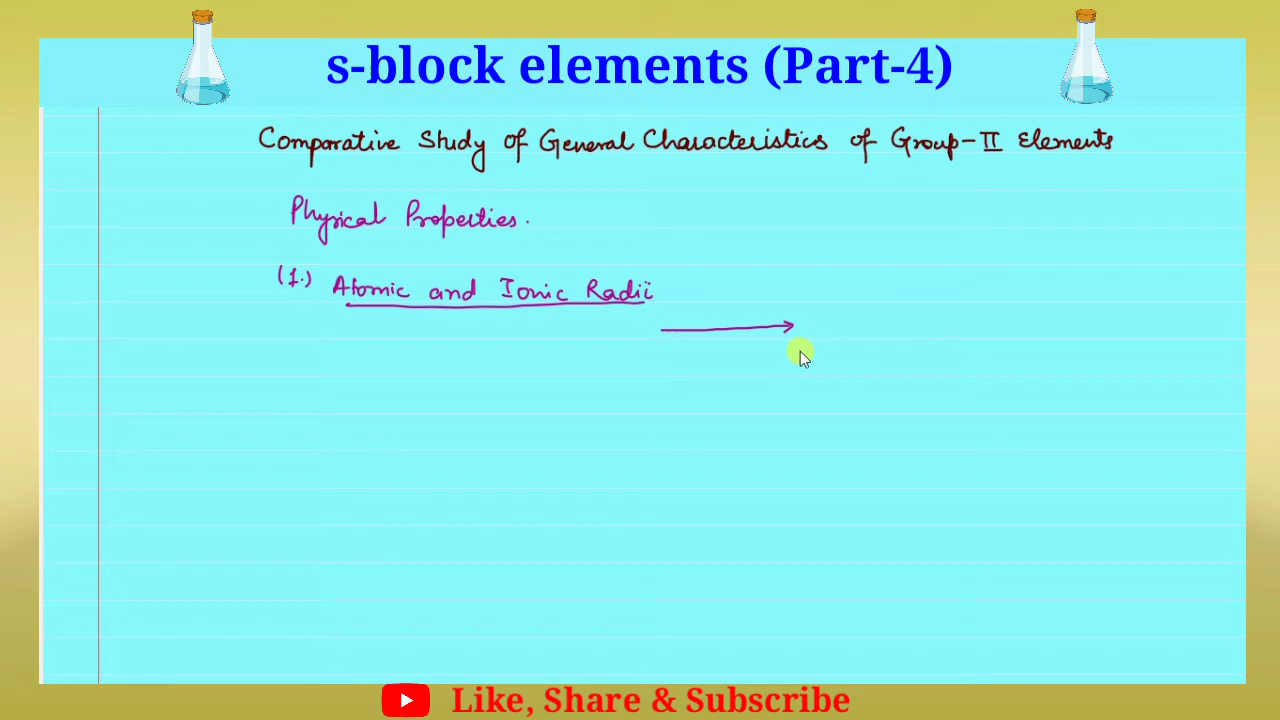 s-block elements (Part-4)
Comparative Study of General Characteristics of Group-II Elements
Physical Properties.
(1.) Atomic and Ionic Radii
Like, Share & Subscribe